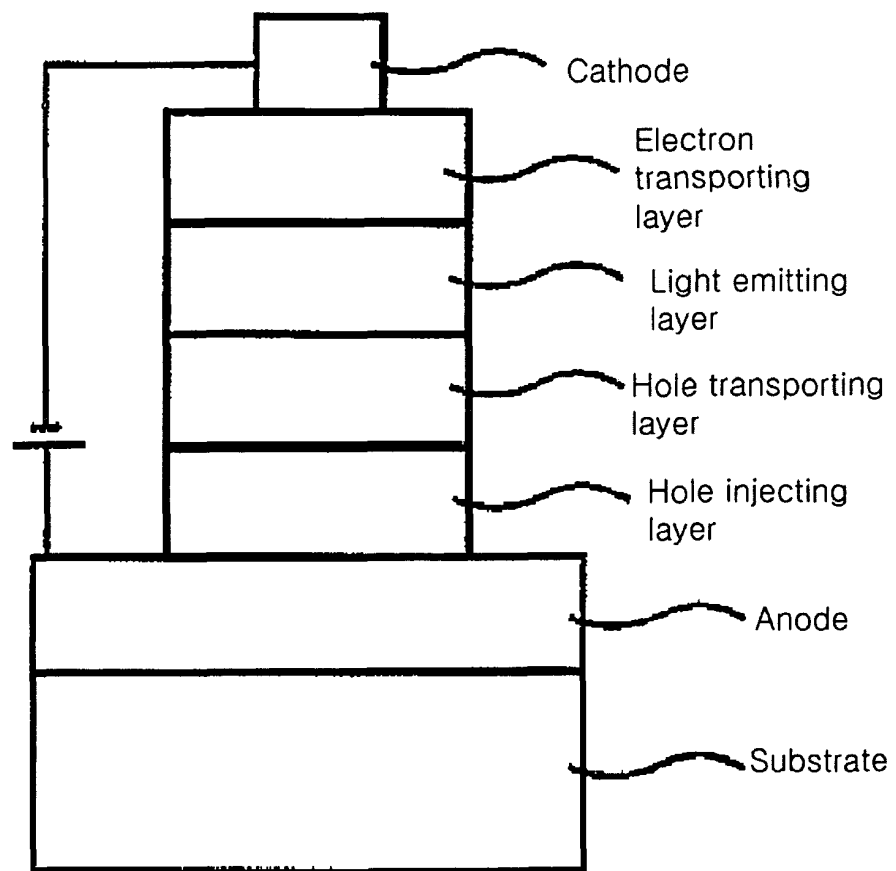 Cathode
Electron
transporting
layer
Light emitting
layer
Hole transporting
layer
Hole injecting
layer
Anode
Substrate